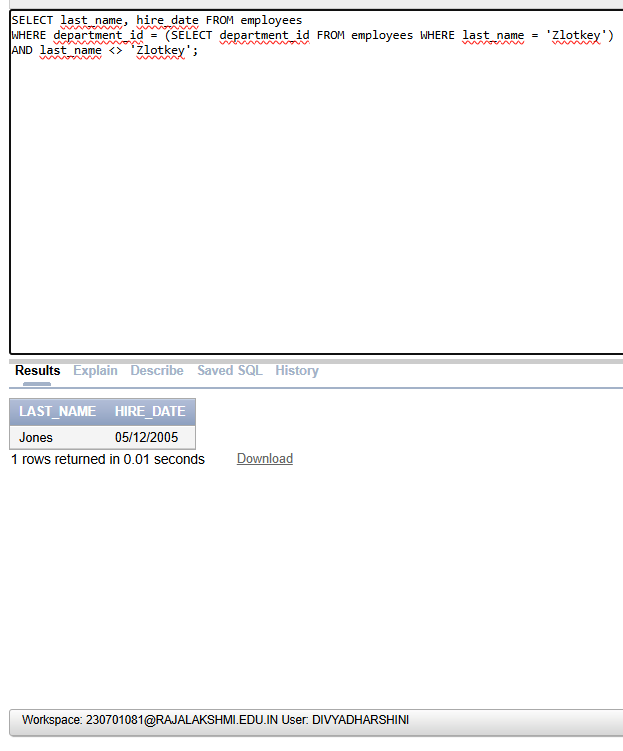 SELECT last_name, hire_date FROM employees
WHERE department_id = (SELECT department_id FROM employees WHERE last_name = 'Zlotkey')
AND last_name <> 'Zlotkey';
Results Explain Describe Saved SQL History
LAST_NAME HIRE_DATE
Jones 05/12/2005
1 rows returned in 0.01 seconds Download
Workspace: 230701081@RAJALAKSHMI.EDU.IN User: DIVYADHARSHINI